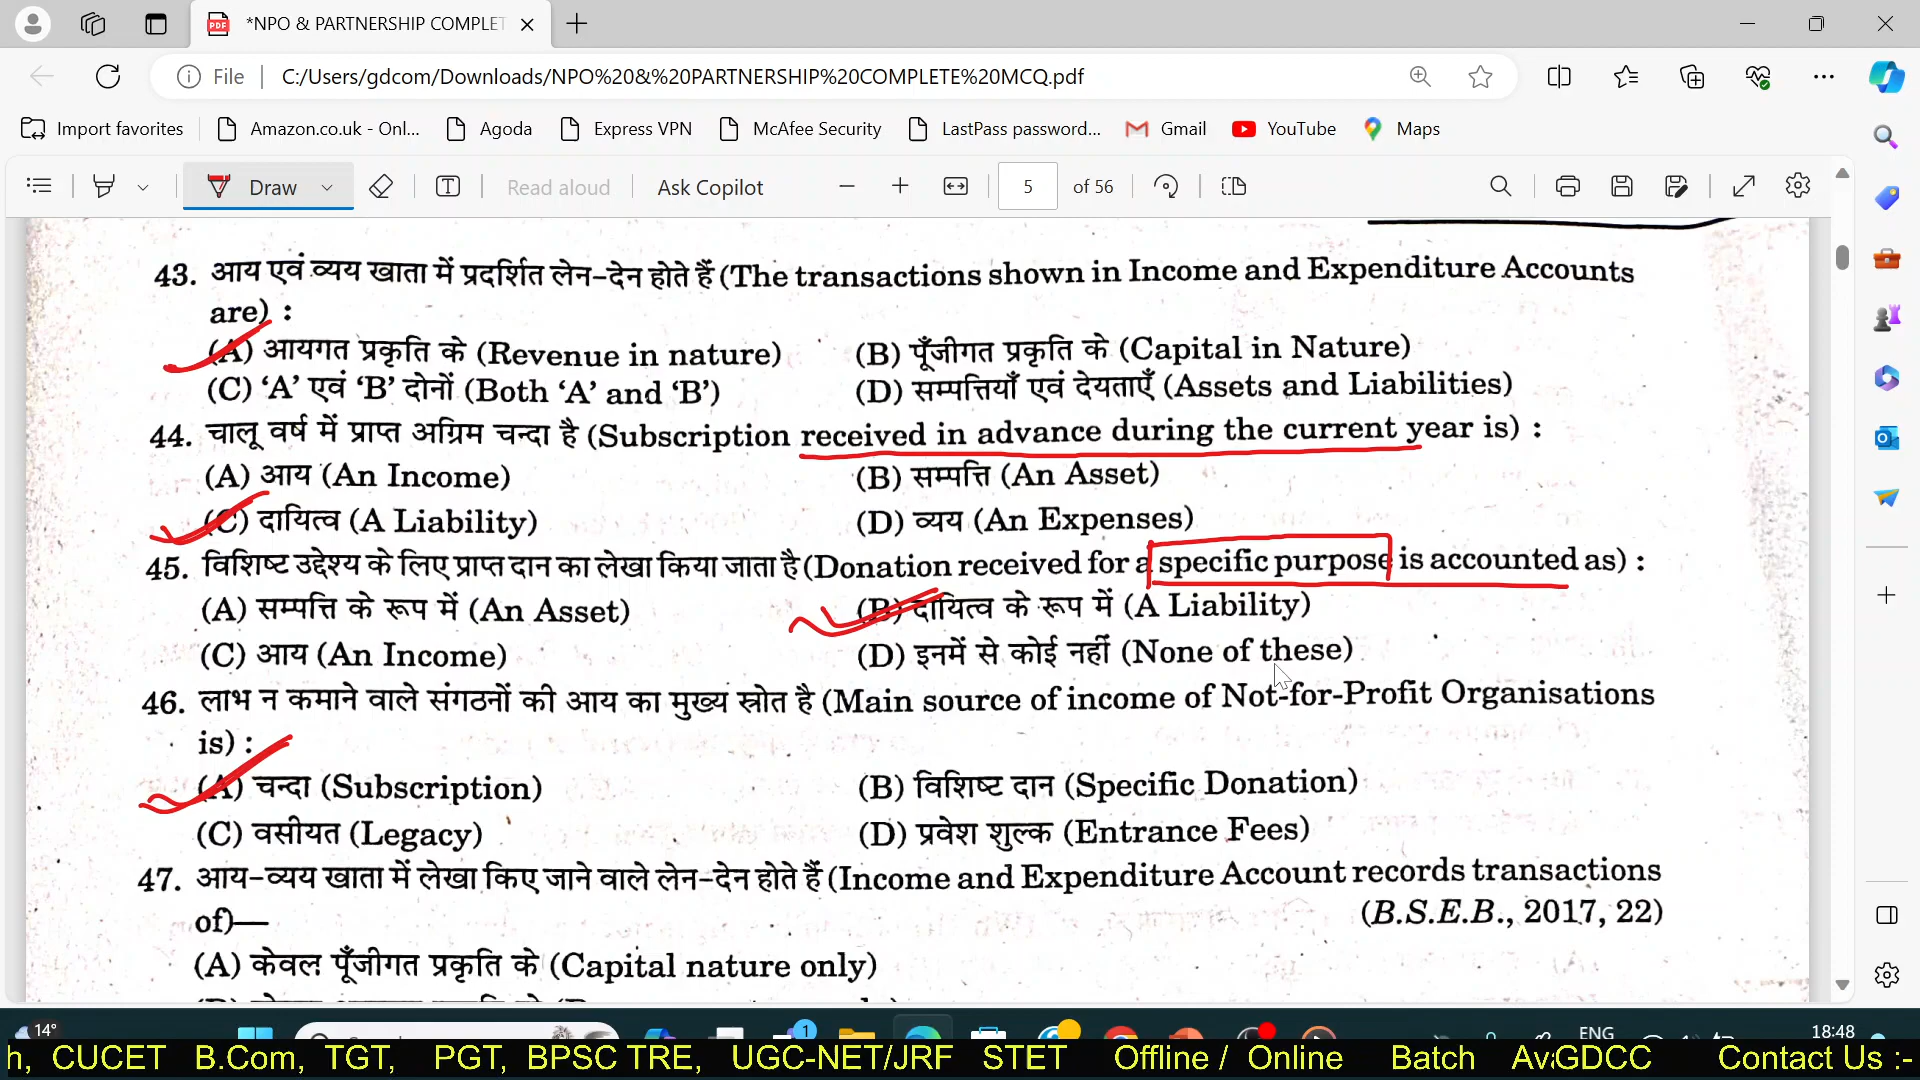 *NPO & PARTNERSHIP COMPLET
File C:/Users/gdcom/Downloads/NPO%20&%20PARTNERSHIP%20COMPLETE%20MCQ.pdf
Import favorites Amazon.co.uk - Onl... Agoda Express VPN McAfee Security LastPass password... Gmail YouTube Maps
Draw Read aloud Ask Copilot 5 of 56
43. आय एवं व्यय खाता में प्रदर्शित लेन-देन होते हैं (The transactions shown in Income and Expenditure Accounts
are) :
(A) आयगत प्रकृति के (Revenue in nature) (B) पूँजीगत प्रकृति के (Capital in Nature)
(C) ‘A’ एवं ‘B’ दोनों (Both ‘A’ and ‘B’) (D) सम्पत्तियाँ एवं देयताएँ (Assets and Liabilities)
44. चालू वर्ष में प्राप्त अग्रिम चन्दा है (Subscription received in advance during the current year is) :
(A) आय (An Income) (B) सम्पत्ति (An Asset)
(C) दायित्व (A Liability) (D) व्यय (An Expenses)
45. विशिष्ट उद्देश्य के लिए प्राप्त दान का लेखा किया जाता है (Donation received for a specific purpose is accounted as) :
(A) सम्पत्ति के रूप में (An Asset) (B) दायित्व के रूप में (A Liability)
(C) आय (An Income) (D) इनमें से कोई नहीं (None of these)
46. लाभ न कमाने वाले संगठनों की आय का मुख्य स्रोत है (Main source of income of Not-for-Profit Organisations
is) :
(A) चन्दा (Subscription) (B) विशिष्ट दान (Specific Donation)
(C) वसीयत (Legacy) (D) प्रवेश शुल्क (Entrance Fees)
47. आय-व्यय खाता में लेखा किए जाने वाले लेन-देन होते हैं (Income and Expenditure Account records transactions
of)— (B.S.E.B., 2017, 22)
(A) केवल पूँजीगत प्रकृति के (Capital nature only)
14° 1 ENG 18:48
h, CUCET B.Com, TGT, PGT, BPSC TRE, UGC-NET/JRF STET Offline / Online Batch GDCC Contact Us :-